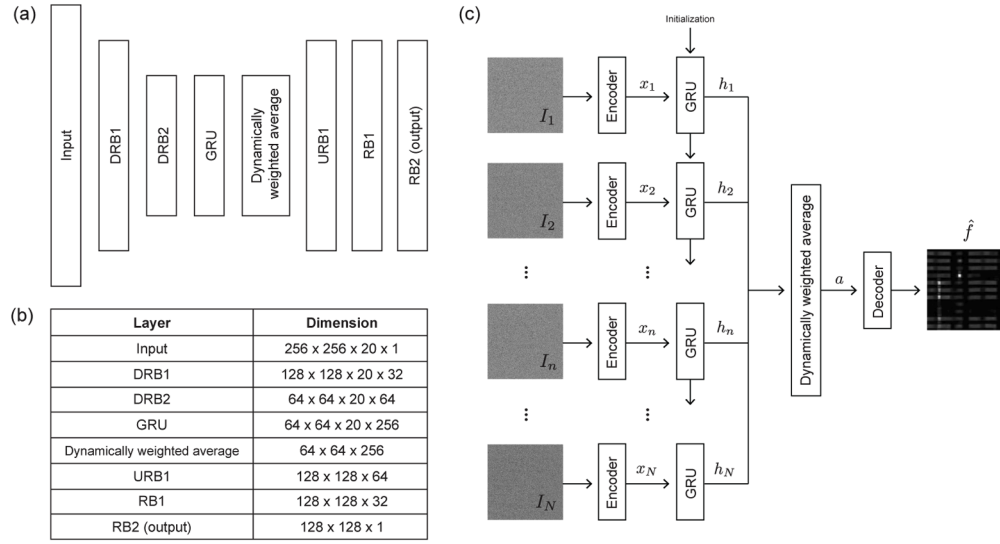 (a)
Input
DRB1
DRB2
GRU
Dynamically
weighted average
URB1
RB1
RB2 (output)
(b)
Layer Dimension
Input 256 x 256 x 20 x 1
DRB1 128 x 128 x 20 x 32
DRB2 64 x 64 x 20 x 64
GRU 64 x 64 x 20 x 256
Dynamically weighted average 64 x 64 x 256
URB1 128 x 128 x 64
RB1 128 x 128 x 32
RB2 (output) 128 x 128 x 1
(c)
Initialization
I₁ Encoder x₁ GRU h₁
I₂ Encoder x₂ GRU h₂
... ...
Iₙ Encoder xₙ GRU hₙ
... ...
I_N Encoder x_N GRU h_N
Dynamically weighted average
a
Decoder
f̂